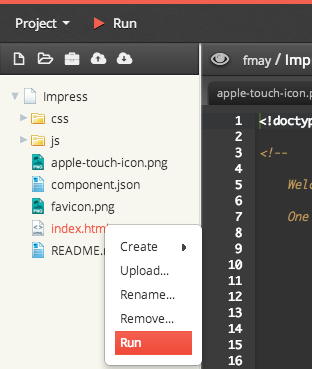 Project Run
fmay / Imp
apple-touch-icon.p
Impress
css
js
apple-touch-icon.png
component.json
favicon.png
index.html
README.
Create
Upload...
Rename...
Remove...
Run
1 <!doctyp
2
3 <!--
4
5 Welc
6
7 One
8
9
10
11
12
13
14
15
16